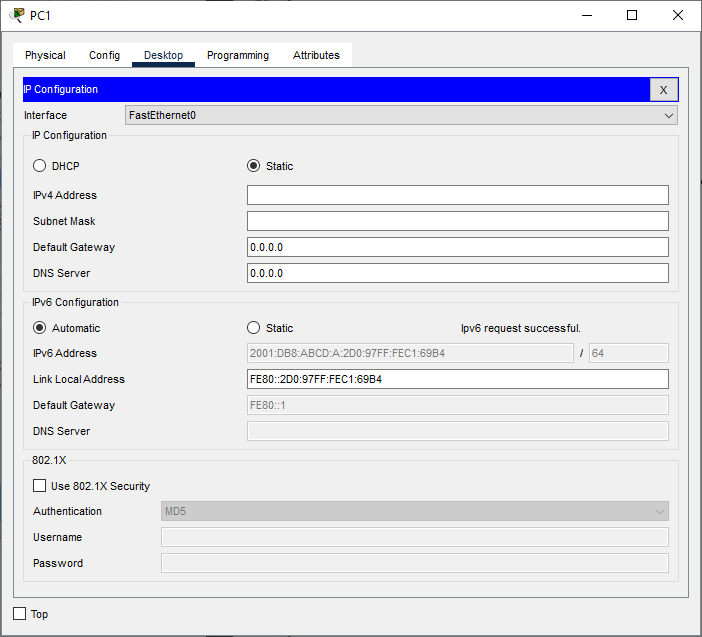 PC1
Physical Config Desktop Programming Attributes
IP Configuration X
Interface FastEthernet0
IP Configuration
DHCP Static
IPv4 Address
Subnet Mask
Default Gateway 0.0.0.0
DNS Server 0.0.0.0
IPv6 Configuration
Automatic Static Ipv6 request successful.
IPv6 Address 2001:DB8:ABCD:A:2D0:97FF:FEC1:69B4 / 64
Link Local Address FE80::2D0:97FF:FEC1:69B4
Default Gateway FE80::1
DNS Server
802.1X
Use 802.1X Security
Authentication MD5
Username
Password
Top